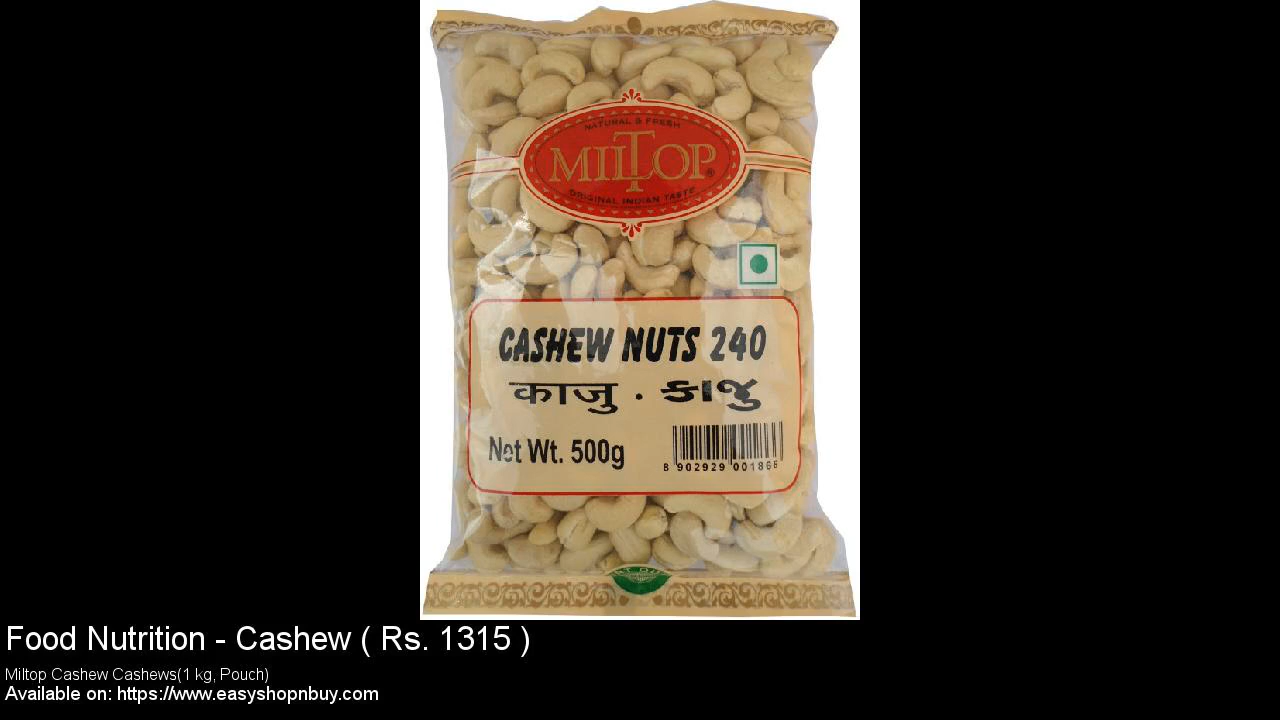 NATURAL & FRESH
MILTOP®
ORIGINAL INDIAN TASTE
CASHEW NUTS 240
काजु . કાજુ
Net Wt. 500g
8 902929 001866
Food Nutrition - Cashew ( Rs. 1315 )
Miltop Cashew Cashews(1 kg, Pouch)
Available on: https://www.easyshopnbuy.com